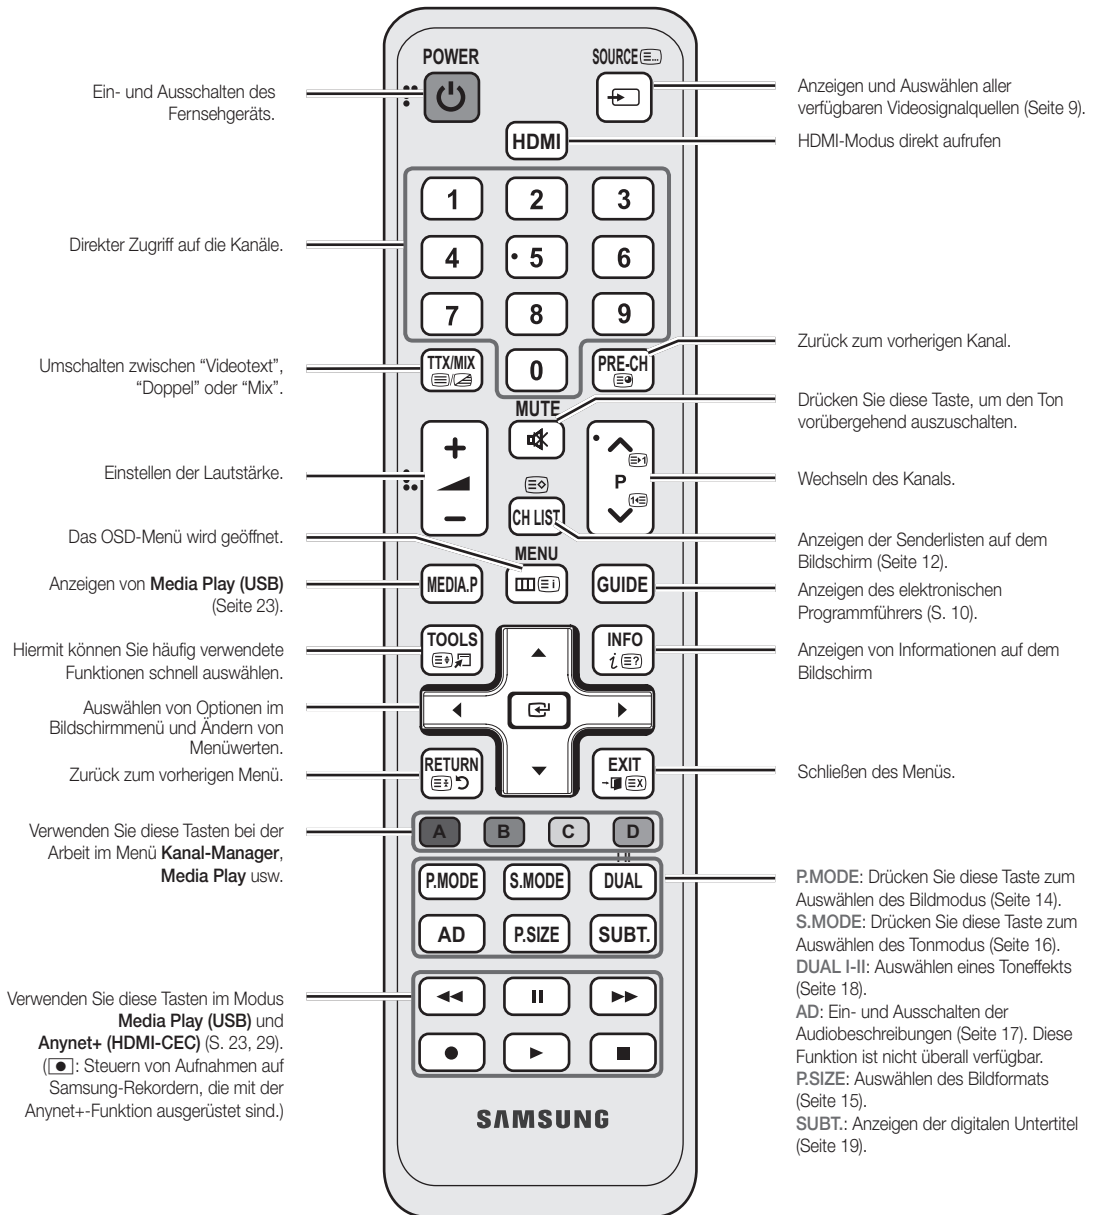 POWER
SOURCE
Ein- und Ausschalten des
Fernsehgeräts.
Anzeigen und Auswählen aller
verfügbaren Videosignalquellen (Seite 9).
HDMI
HDMI-Modus direkt aufrufen
1
2
3
Direkter Zugriff auf die Kanäle.
4
5
6
7
8
9
Umschalten zwischen “Videotext”,
“Doppel” oder “Mix”.
TTX/MIX
0
PRE-CH
Zurück zum vorherigen Kanal.
MUTE
Drücken Sie diese Taste, um den Ton
vorübergehend auszuschalten.
Einstellen der Lautstärke.
+
−
P
Wechseln des Kanals.
CH LIST
Das OSD-Menü wird geöffnet.
Anzeigen der Senderlisten auf dem
Bildschirm (Seite 12).
MENU
Anzeigen von Media Play (USB)
(Seite 23).
MEDIA.P
GUIDE
Anzeigen des elektronischen
Programmführers (S. 10).
Hiermit können Sie häufig verwendete
Funktionen schnell auswählen.
TOOLS
INFO
i
Anzeigen von Informationen auf dem
Bildschirm
Auswählen von Optionen im
Bildschirmmenü und Ändern von
Menüwerten.
Zurück zum vorherigen Menü.
RETURN
EXIT
Schließen des Menüs.
Verwenden Sie diese Tasten bei der
Arbeit im Menü Kanal-Manager,
Media Play usw.
A
B
C
D
P.MODE
S.MODE
DUAL
AD
P.SIZE
SUBT.
P.MODE: Drücken Sie diese Taste zum
Auswählen des Bildmodus (Seite 14).
S.MODE: Drücken Sie diese Taste zum
Auswählen des Tonmodus (Seite 16).
DUAL I-II: Auswählen eines Toneffekts
(Seite 18).
AD: Ein- und Ausschalten der
Audiobeschreibungen (Seite 17). Diese
Funktion ist nicht überall verfügbar.
P.SIZE: Auswählen des Bildformats
(Seite 15).
SUBT.: Anzeigen der digitalen Untertitel
(Seite 19).
Verwenden Sie diese Tasten im Modus
Media Play (USB) und
Anynet+ (HDMI-CEC) (S. 23, 29).
(●: Steuern von Aufnahmen auf
Samsung-Rekordern, die mit der
Anynet+-Funktion ausgerüstet sind.)
SAMSUNG